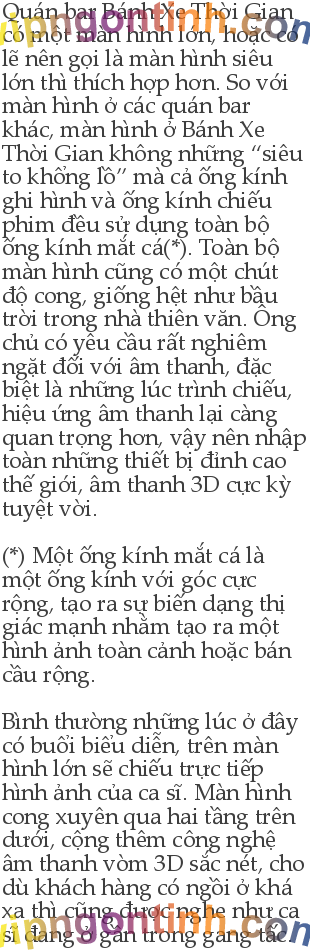 Quán bar Bánh Xe Thời Gian
có một màn hình lớn, hoặc có
lẽ nên gọi là màn hình siêu
lớn thì thích hợp hơn. So với
màn hình ở các quán bar
khác, màn hình ở Bánh Xe
Thời Gian không những “siêu
to khổng lồ” mà cả ống kính
ghi hình và ống kính chiếu
phim đều sử dụng toàn bộ
ống kính mắt cá(*). Toàn bộ
màn hình cũng có một chút
độ cong, giống hệt như bầu
trời trong nhà thiên văn. Ông
chủ có yêu cầu rất nghiêm
ngặt đối với âm thanh, đặc
biệt là những lúc trình chiếu,
hiệu ứng âm thanh lại càng
quan trọng hơn, vậy nên nhập
toàn những thiết bị đỉnh cao
thế giới, âm thanh 3D cực kỳ
tuyệt vời.
(*) Một ống kính mắt cá là
một ống kính với góc cực
rộng, tạo ra sự biến dạng thị
giác mạnh nhằm tạo ra một
hình ảnh toàn cảnh hoặc bán
cầu rộng.
Bình thường những lúc ở đây
có buổi biểu diễn, trên màn
hình lớn sẽ chiếu trực tiếp
hình ảnh của ca sĩ. Màn hình
cong xuyên qua hai tầng trên
dưới, cộng thêm công nghệ
âm thanh vòm 3D sắc nét, cho
dù khách hàng có ngồi ở khá
xa thì cũng được nghe như ca
sĩ đang ở gần trong gang tấc